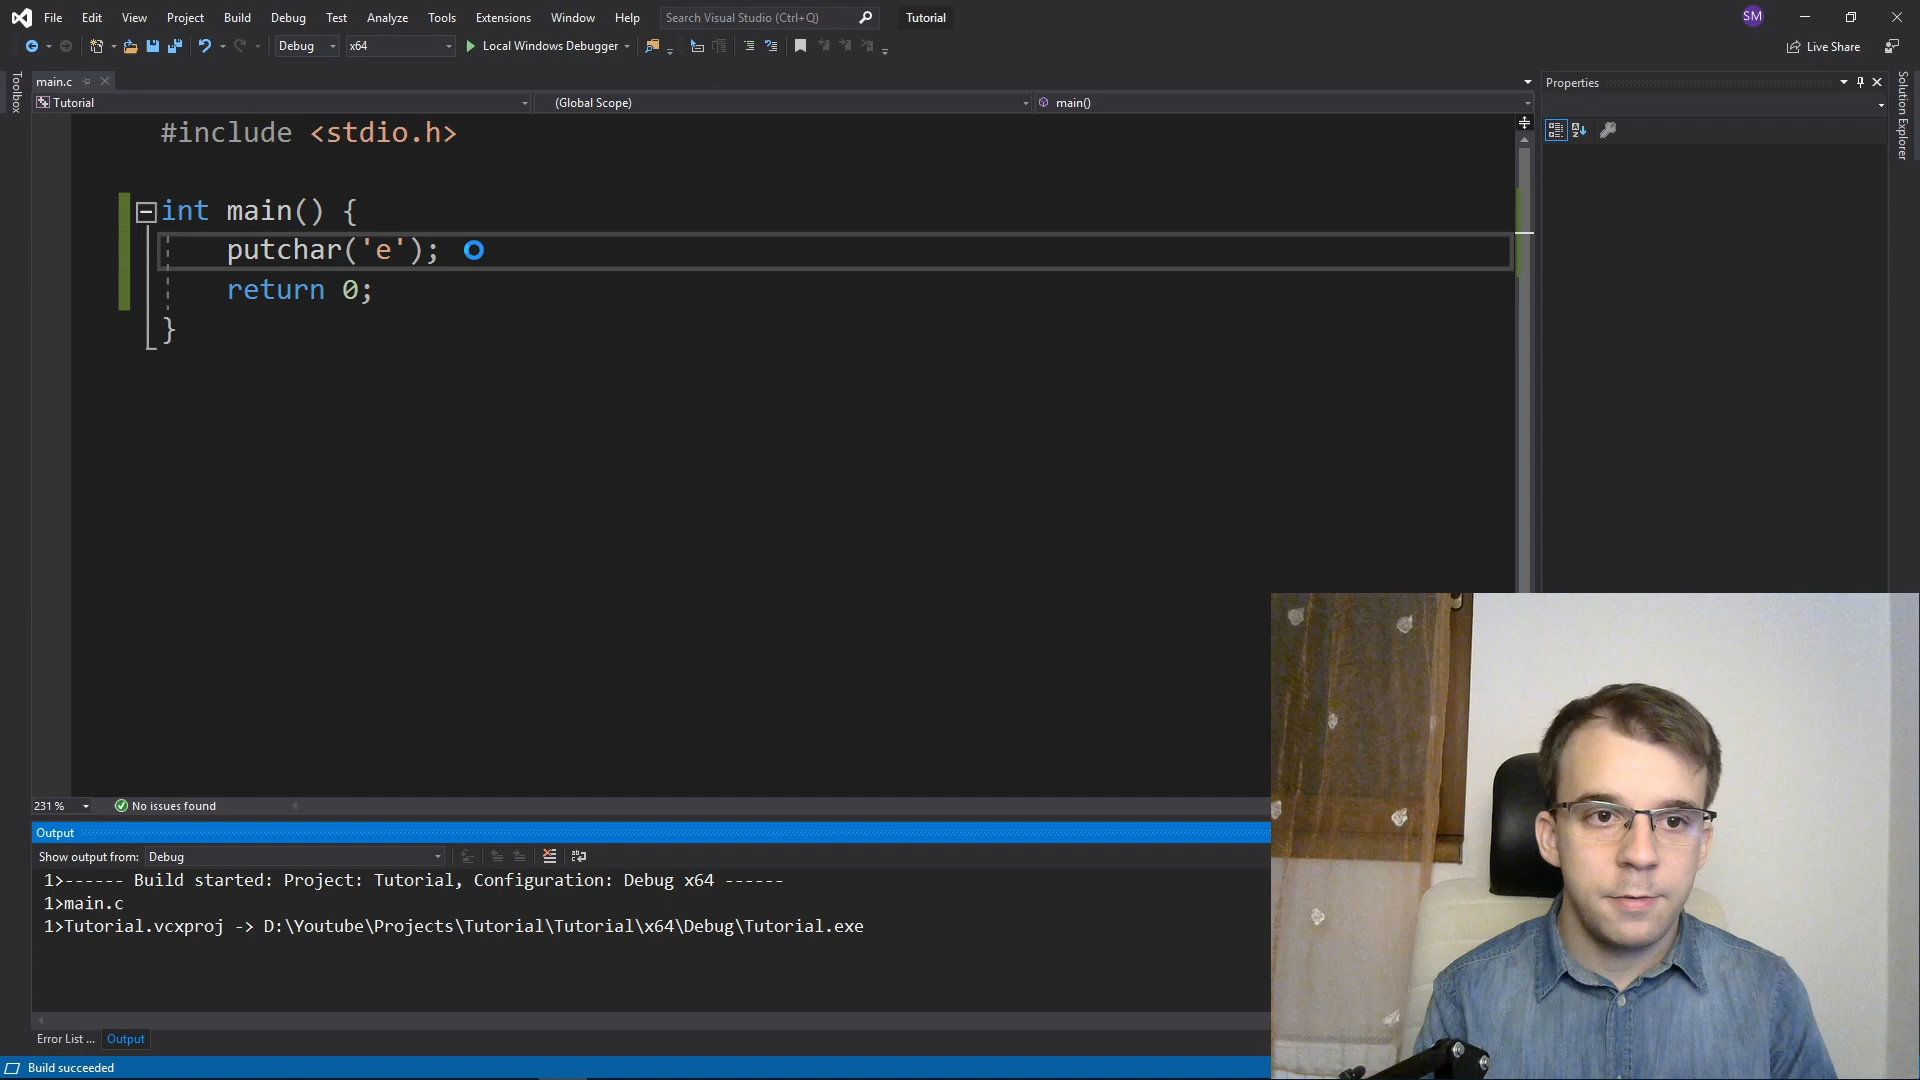 File Edit View Project Build Debug Test Analyze Tools Extensions Window Help Search Visual Studio (Ctrl+Q) Tutorial SM
Debug x64 Local Windows Debugger Live Share
Toolbox
main.c
Tutorial (Global Scope) main()
#include <stdio.h>
int main() {
putchar('e');
return 0;
}
Properties
Solution Explorer
231 % No issues found
Output
Show output from: Debug
1>------ Build started: Project: Tutorial, Configuration: Debug x64 ------
1>main.c
1>Tutorial.vcxproj -> D:\Youtube\Projects\Tutorial\Tutorial\x64\Debug\Tutorial.exe
Error List ... Output
Build succeeded